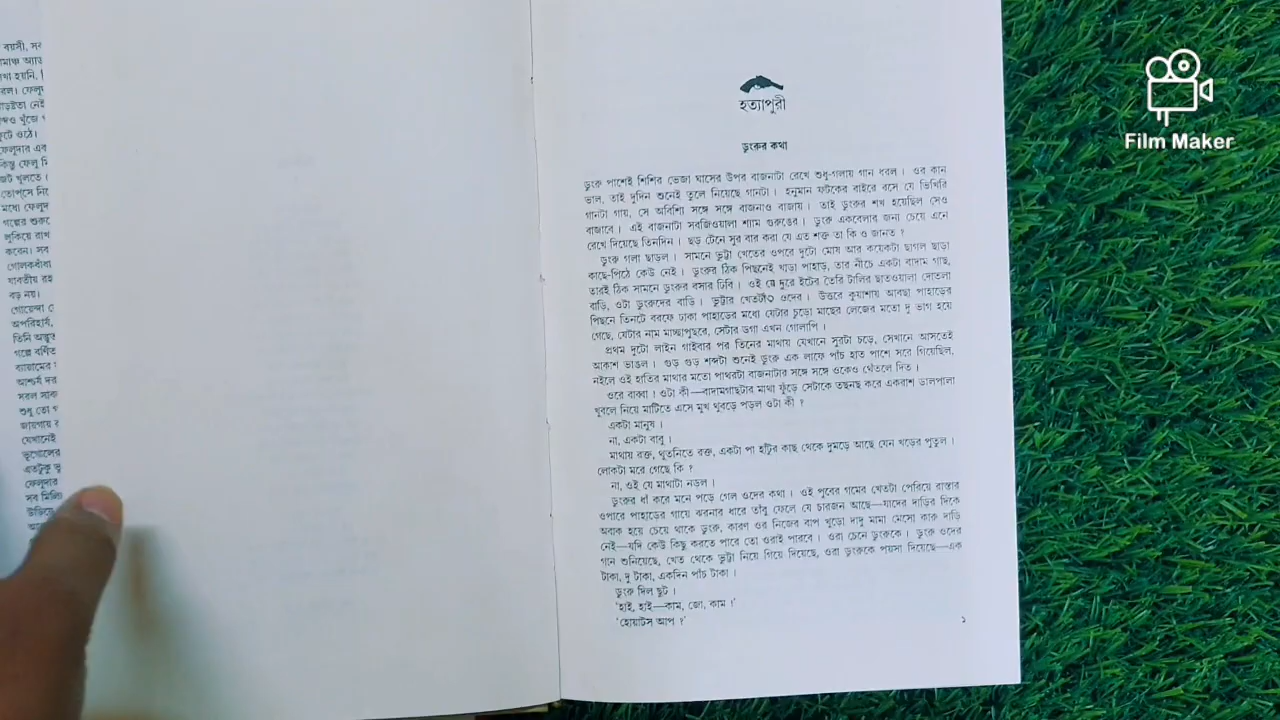 বয়সী, সব
হত্যাপুরী
ডুংরুর কথা
ডুংরু পাশেই শিশির ভেজা ঘাসের উপর বাজনাটা রেখে শুধু-গলায় গান ধরল। ওর কান
ভাল, তাই দুদিন শুনেই তুলে নিয়েছে গানটা। হনুমান ফটকের বাইরে বসে যে ভিখিরি
গানটা গায়, সে অবিশ্যি সঙ্গে সঙ্গে বাজনাও বাজায়। তাই ডুংরুর শখ হয়েছিল সেও
বাজাবে। এই বাজনাটা সবজিওয়ালা শ্যাম গুরুঙের। ডুংরু একবেলার জন্য চেয়ে এনে
রেখে দিয়েছে তিনদিন। ছড় টেনে সুর বার করা যে এত শক্ত তা কি ও জানত ?
ডুংরু গলা ছাড়ল। সামনে ভুট্টা খেতের ওপরে দুটো মোষ আর কয়েকটা ছাগল ছাড়া
কাছে-পিঠে কেউ নেই। ডুংরুর ঠিক পিছনেই খাড়া পাহাড়, তার নীচে একটা বাদাম গাছ,
তারই ঠিক সামনে ডুংরুর বসার ঢিবি। ওই যে দূরে ইটের তৈরি টালির ছাতওয়ালা দোতলা
বাড়ি, ওটা ডুংরুদের বাড়ি। ভুট্টার খেতটাও ওদের। উত্তরে কুয়াশায় আবছা পাহাড়ের
পিছনে তিনটে বরফে ঢাকা পাহাড়ের মধ্যে যেটার চুড়ো মাছের লেজের মতো দু ভাগ হয়ে
গেছে, যেটার নাম মাচ্ছাপুছরে, সেটার ডগা এখন গোলাপি।
প্রথম দুটো লাইন গাইবার পর তিনের মাথায় যেখানে সুরটা চড়ে, সেখানে আসতেই
আকাশ ভাঙল। গুড় গুড় শব্দটা শুনেই ডুংরু এক লাফে পাঁচ হাত পাশে সরে গিয়েছিল,
নইলে ওই হাতির মাথার মতো পাথরটা বাজনাটার সঙ্গে সঙ্গে ওকেও থেঁতলে দিত।
ওরে বাব্বা ! ওটা কী—বাদামগাছটার মাথা ফুঁড়ে সেটাকে তছনছ করে একরাশ ডালপালা
খুবলে নিয়ে মাটিতে এসে মুখ থুবড়ে পড়ল ওটা কী ?
একটা মানুষ।
না, একটা বাবু।
মাথায় রক্ত, থুতনিতে রক্ত, একটা পা হাঁটুর কাছ থেকে দুমড়ে আছে যেন খড়ের পুতুল।
লোকটা মরে গেছে কি ?
না, ওই যে মাথাটা নড়ল।
ডুংরুর ধাঁ করে মনে পড়ে গেল ওদের কথা। ওই পুবের গমের খেতটা পেরিয়ে রাস্তার
ওপারে পাহাড়ের গায়ে ঝরনার ধারে তাঁবু ফেলে যে চারজন আছে—যাদের দাড়ির দিকে
অবাক হয়ে চেয়ে থাকে ডুংরু, কারণ ওর নিজের বাপ খুড়ো দাদু মামা মেসো কারু দাড়ি
নেই—যদি কেউ কিছু করতে পারে তো ওরাই পারবে। ওরা চেনে ডুংরুকে। ডুংরু ওদের
গান শুনিয়েছে, খেত থেকে ভুট্টা নিয়ে গিয়ে দিয়েছে, ওরা ডুংরুকে পয়সা দিয়েছে—এক
টাকা, দু টাকা, একদিন পাঁচ টাকা।
ডুংরু দিল ছুট।
'হাই, হাই—কাম, জো, কাম !'
'হোয়াটস আপ ?'
১
Film Maker